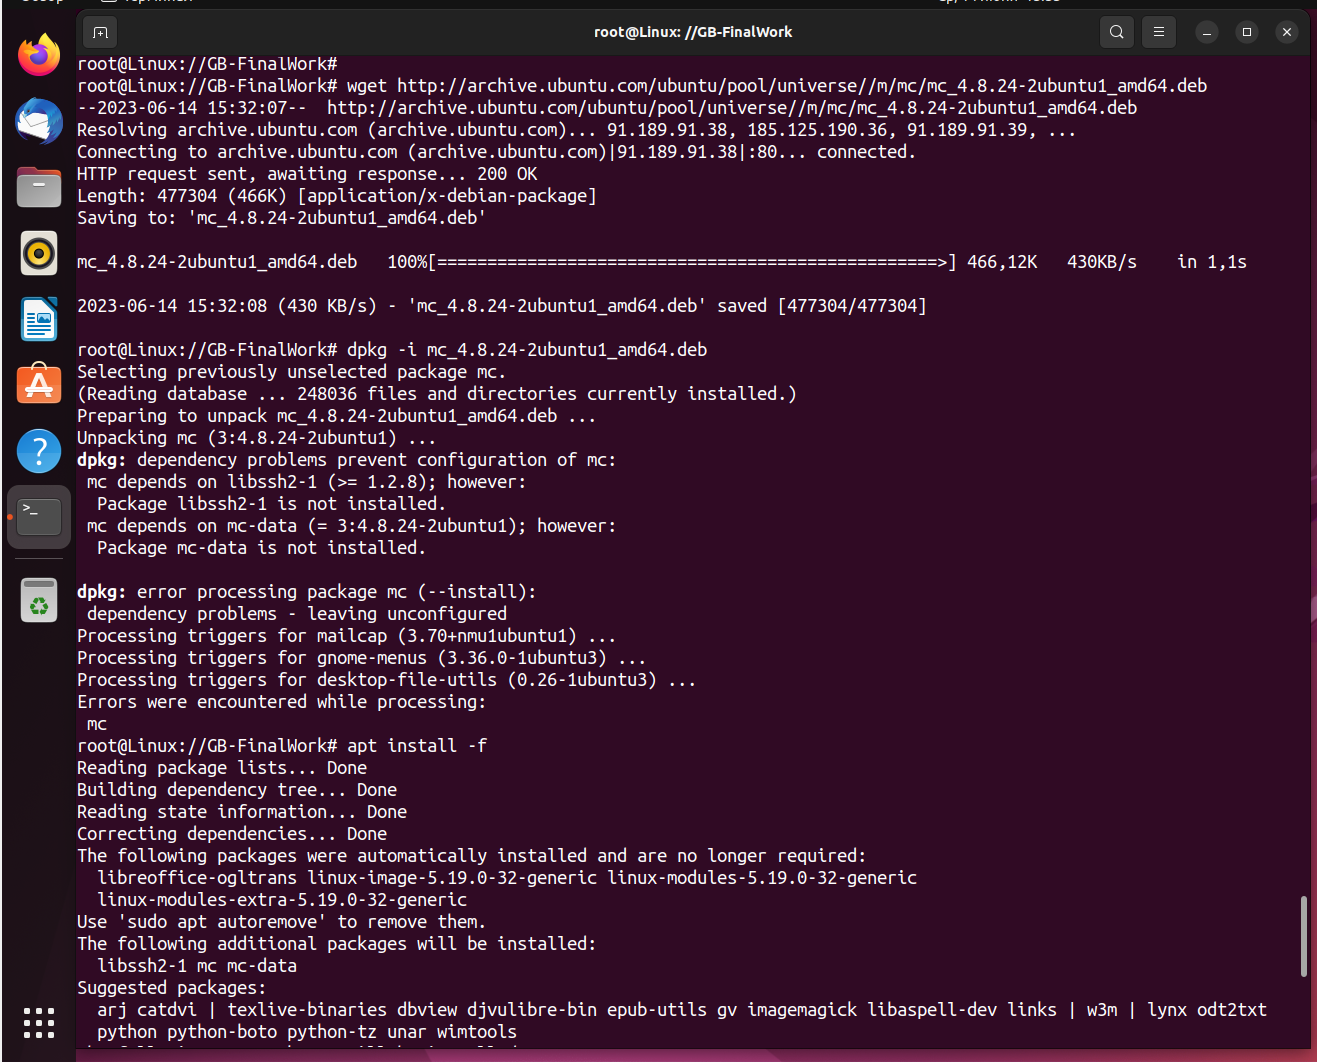 root@Linux: //GB-FinalWork
root@Linux://GB-FinalWork#
root@Linux://GB-FinalWork# wget http://archive.ubuntu.com/ubuntu/pool/universe//m/mc/mc_4.8.24-2ubuntu1_amd64.deb
--2023-06-14 15:32:07--  http://archive.ubuntu.com/ubuntu/pool/universe//m/mc/mc_4.8.24-2ubuntu1_amd64.deb
Resolving archive.ubuntu.com (archive.ubuntu.com)... 91.189.91.38, 185.125.190.36, 91.189.91.39, ...
Connecting to archive.ubuntu.com (archive.ubuntu.com)|91.189.91.38|:80... connected.
HTTP request sent, awaiting response... 200 OK
Length: 477304 (466K) [application/x-debian-package]
Saving to: 'mc_4.8.24-2ubuntu1_amd64.deb'
mc_4.8.24-2ubuntu1_amd64.deb   100%[==================================================>] 466,12K   430KB/s    in 1,1s
2023-06-14 15:32:08 (430 KB/s) - 'mc_4.8.24-2ubuntu1_amd64.deb' saved [477304/477304]
root@Linux://GB-FinalWork# dpkg -i mc_4.8.24-2ubuntu1_amd64.deb
Selecting previously unselected package mc.
(Reading database ... 248036 files and directories currently installed.)
Preparing to unpack mc_4.8.24-2ubuntu1_amd64.deb ...
Unpacking mc (3:4.8.24-2ubuntu1) ...
dpkg: dependency problems prevent configuration of mc:
 mc depends on libssh2-1 (>= 1.2.8); however:
  Package libssh2-1 is not installed.
 mc depends on mc-data (= 3:4.8.24-2ubuntu1); however:
  Package mc-data is not installed.
dpkg: error processing package mc (--install):
 dependency problems - leaving unconfigured
Processing triggers for mailcap (3.70+nmu1ubuntu1) ...
Processing triggers for gnome-menus (3.36.0-1ubuntu3) ...
Processing triggers for desktop-file-utils (0.26-1ubuntu3) ...
Errors were encountered while processing:
 mc
root@Linux://GB-FinalWork# apt install -f
Reading package lists... Done
Building dependency tree... Done
Reading state information... Done
Correcting dependencies... Done
The following packages were automatically installed and are no longer required:
  libreoffice-ogltrans linux-image-5.19.0-32-generic linux-modules-5.19.0-32-generic
  linux-modules-extra-5.19.0-32-generic
Use 'sudo apt autoremove' to remove them.
The following additional packages will be installed:
  libssh2-1 mc mc-data
Suggested packages:
  arj catdvi | texlive-binaries dbview djvulibre-bin epub-utils gv imagemagick libaspell-dev links | w3m | lynx odt2txt
  python python-boto python-tz unar wimtools